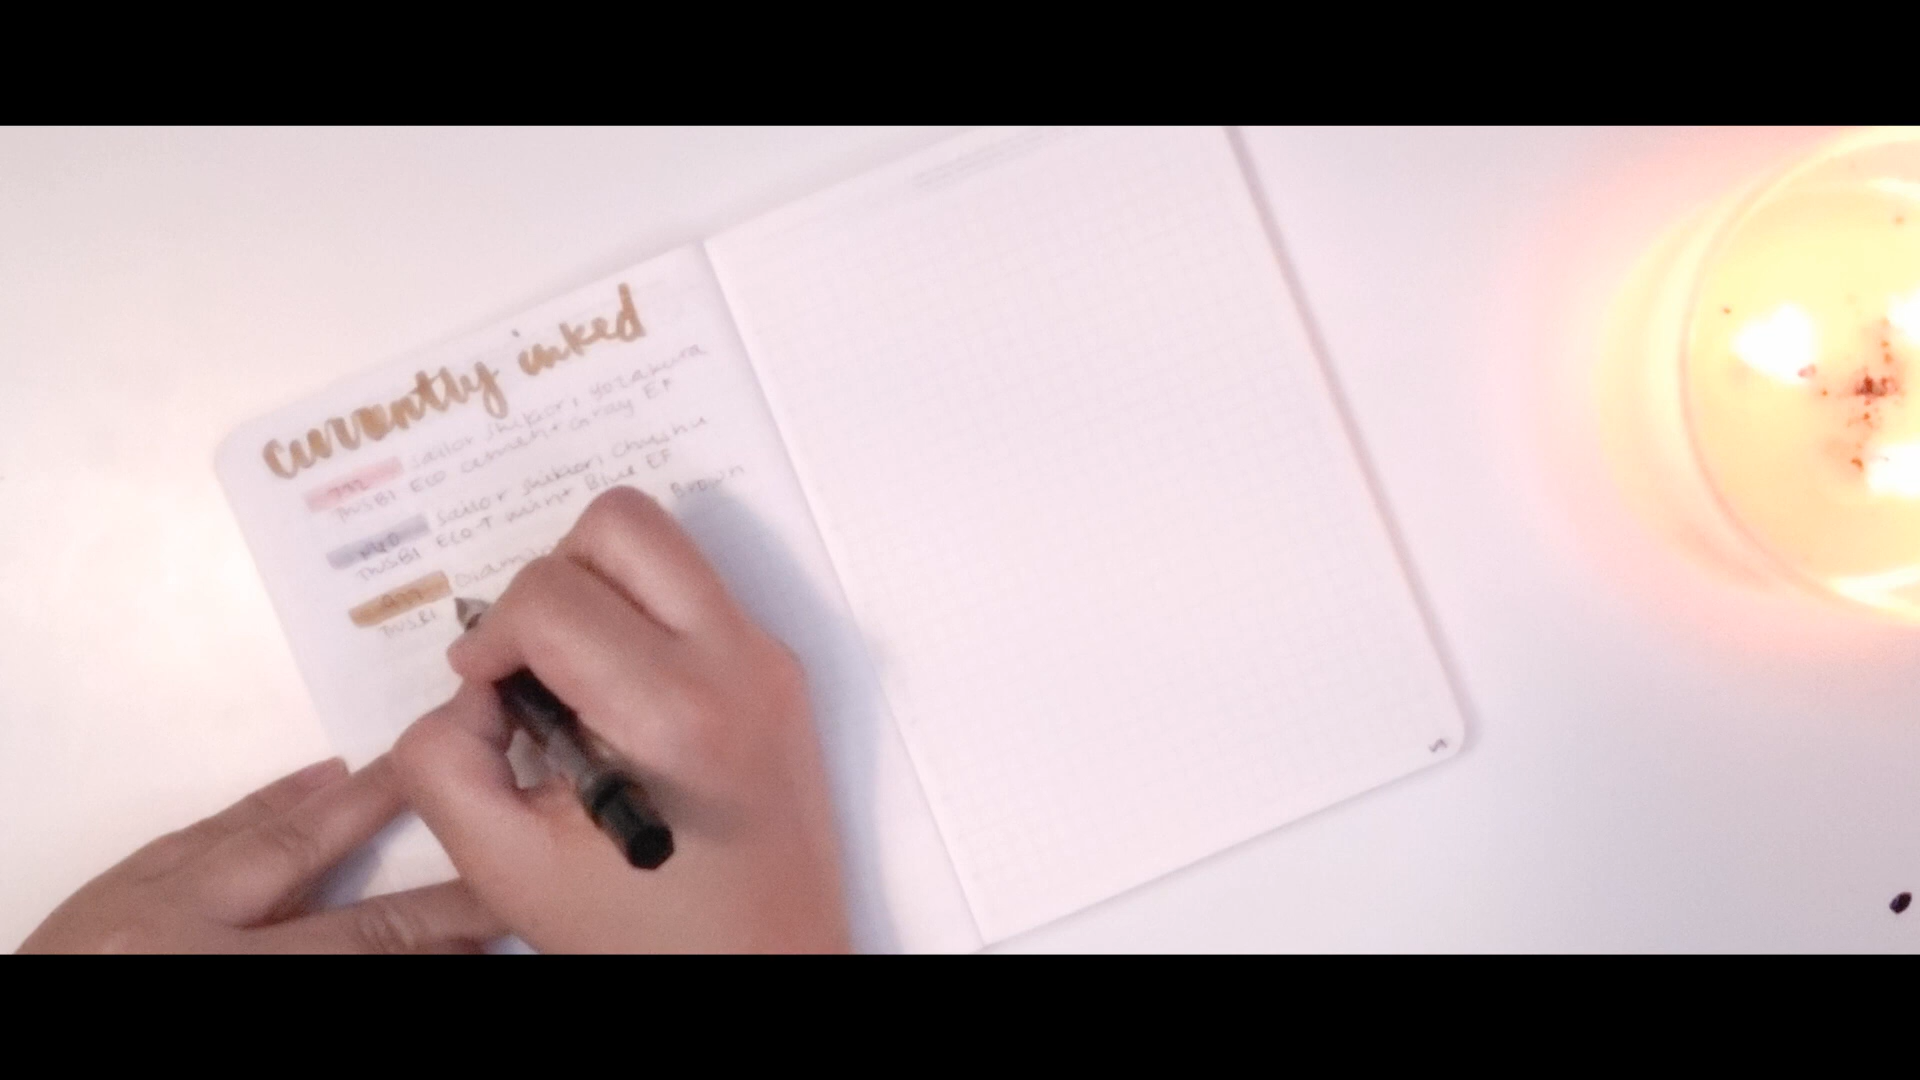 currently inked
Sailor Shikiori Yozakura
TWSBI Eco cement Gray EF
Sailor Shikiori Chushu
TWSBI Eco-T mint Blue EF
Diamin Brown
TWSBI